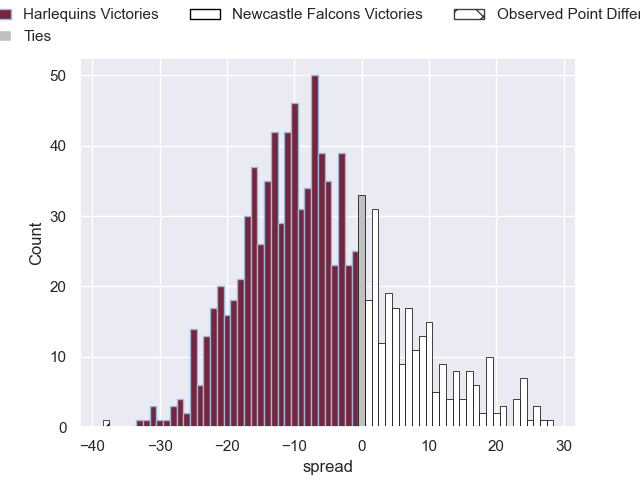 Harlequins Victories Newcastle Falcons Victories Observed Point
Ties
50
40
30
20
10
0
Count
−40 −30 −20 −10 0 10 20 30
spread